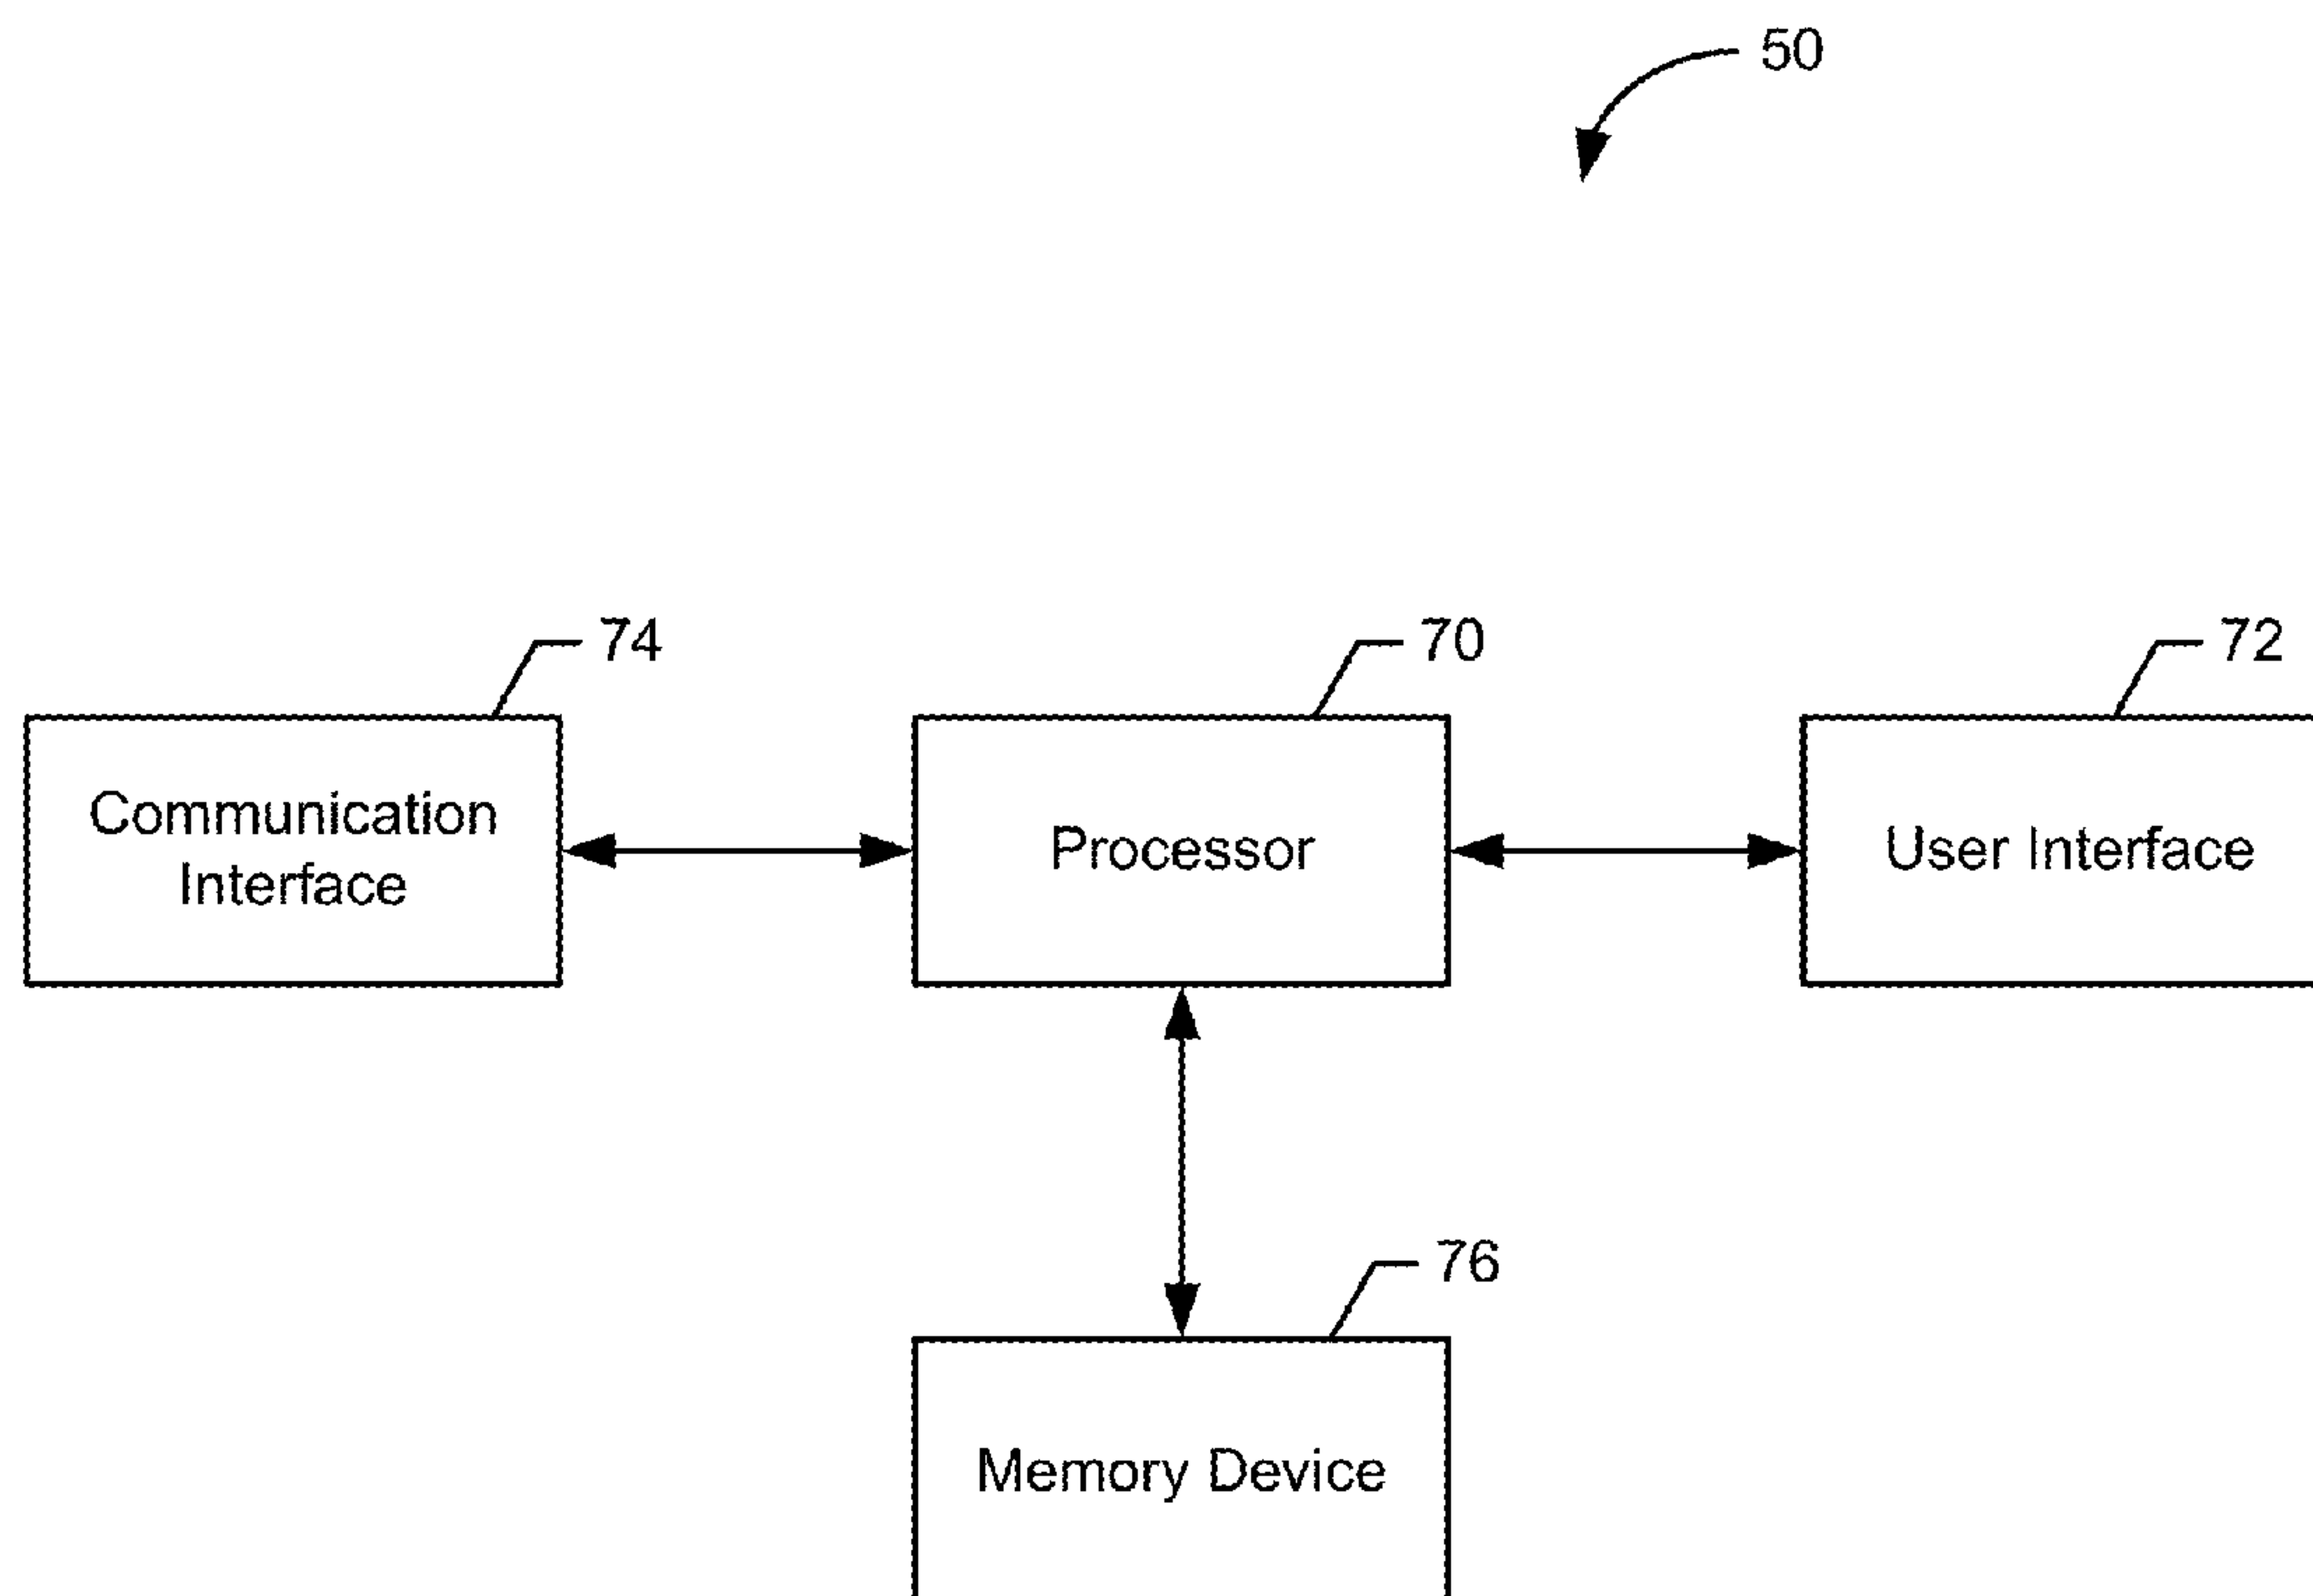 50
74
70
72
Communication
Interface
Processor
User Interface
76
Memory Device